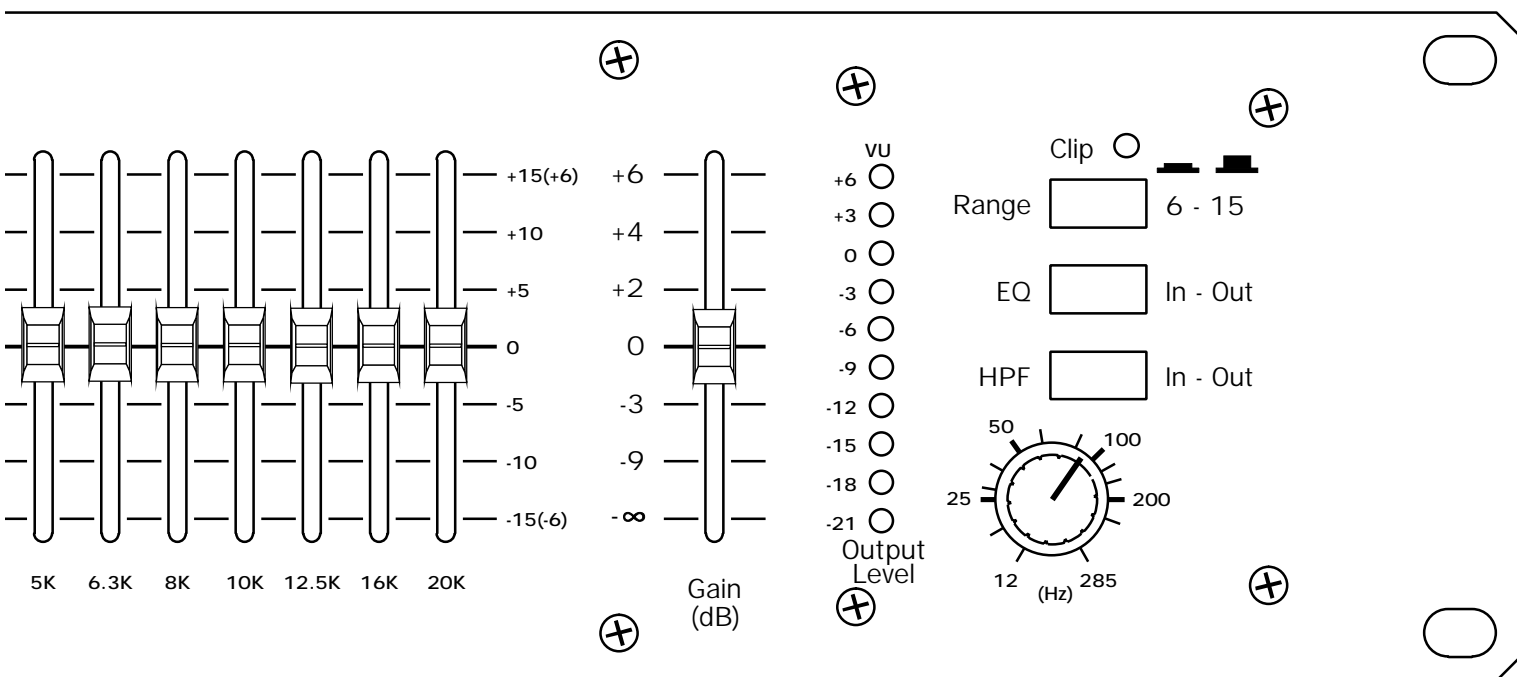 +15(+6)
+10
+5
0
-5
-10
-15(-6)
5K 6.3K 8K 10K 12.5K 16K 20K
+6
+4
+2
0
-3
-9
-∞
Gain
(dB)
VU
+6
+3
0
-3
-6
-9
-12
-15
-18
-21
Output
Level
Clip
Range 6 - 15
EQ In - Out
HPF In - Out
50 100
25 200
12 285
(Hz)